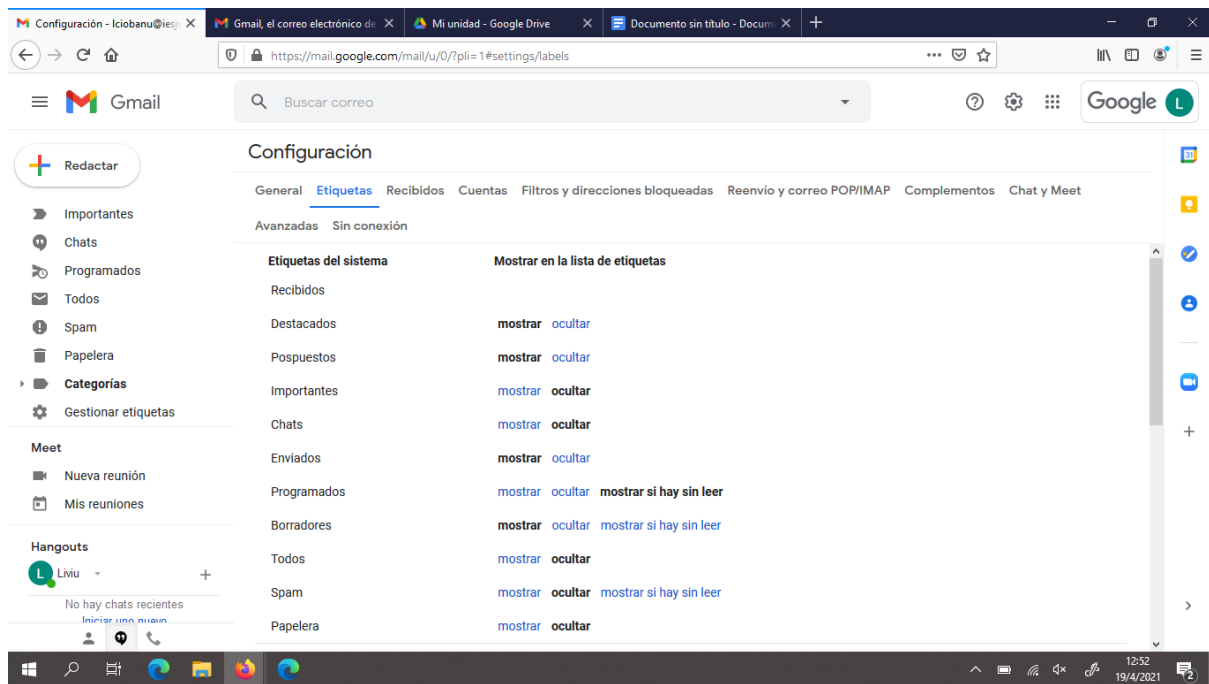 Configuración - lciobanu@iesj
Gmail, el correo electrónico de
Mi unidad - Google Drive
Documento sin título - Docum
https://mail.google.com/mail/u/0/?pli=1#settings/labels
Gmail
Buscar correo
Google
L
Redactar
Importantes
Chats
Programados
Todos
Spam
Papelera
Categorías
Gestionar etiquetas
Meet
Nueva reunión
Mis reuniones
Hangouts
L
Liviu
No hay chats recientes
Iniciar uno nuevo
Configuración
General Etiquetas Recibidos Cuentas Filtros y direcciones bloqueadas Reenvío y correo POP/IMAP Complementos Chat y Meet
Avanzadas Sin conexión
Etiquetas del sistema Mostrar en la lista de etiquetas
Recibidos
Destacados mostrar ocultar
Pospuestos mostrar ocultar
Importantes mostrar ocultar
Chats mostrar ocultar
Enviados mostrar ocultar
Programados mostrar ocultar mostrar si hay sin leer
Borradores mostrar ocultar mostrar si hay sin leer
Todos mostrar ocultar
Spam mostrar ocultar mostrar si hay sin leer
Papelera mostrar ocultar
31
12:52
19/4/2021
2